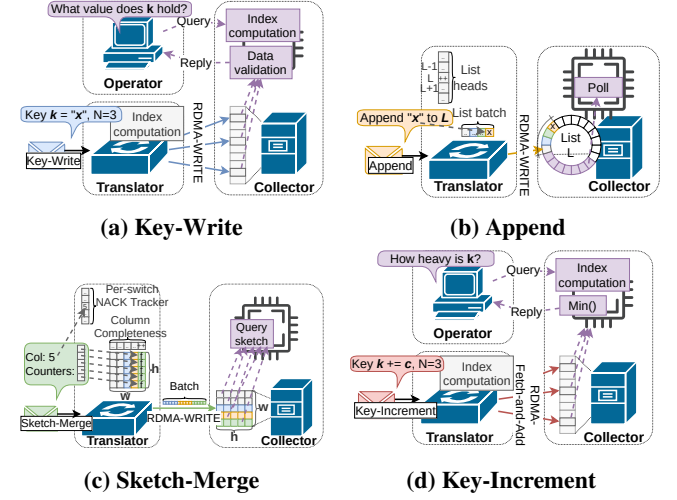 What value does k hold?
Query
Index
computation
Reply
Data
validation
Operator
Key k = "x", N=3
Index
computation
RDMA-WRITE
Key-Write
Translator
Collector
(a) Key-Write
L-1
L
L+1
List
heads
Poll
List batch
Append "x" to L
RDMA-WRITE
List
L
Append
Translator
Collector
(b) Append
Per-switch
NACK Tracker
Column
Completeness
Col: 5
Counters:
h
w
Query
sketch
Batch
RDMA-WRITE
w
h
Sketch-Merge
Translator
Collector
(c) Sketch-Merge
How heavy is k?
Query
Index
computation
Reply
Min()
Operator
Key k += c, N=3
Index
computation
RDMA-
Fetch-and-Add
Key-Increment
Translator
Collector
(d) Key-Increment